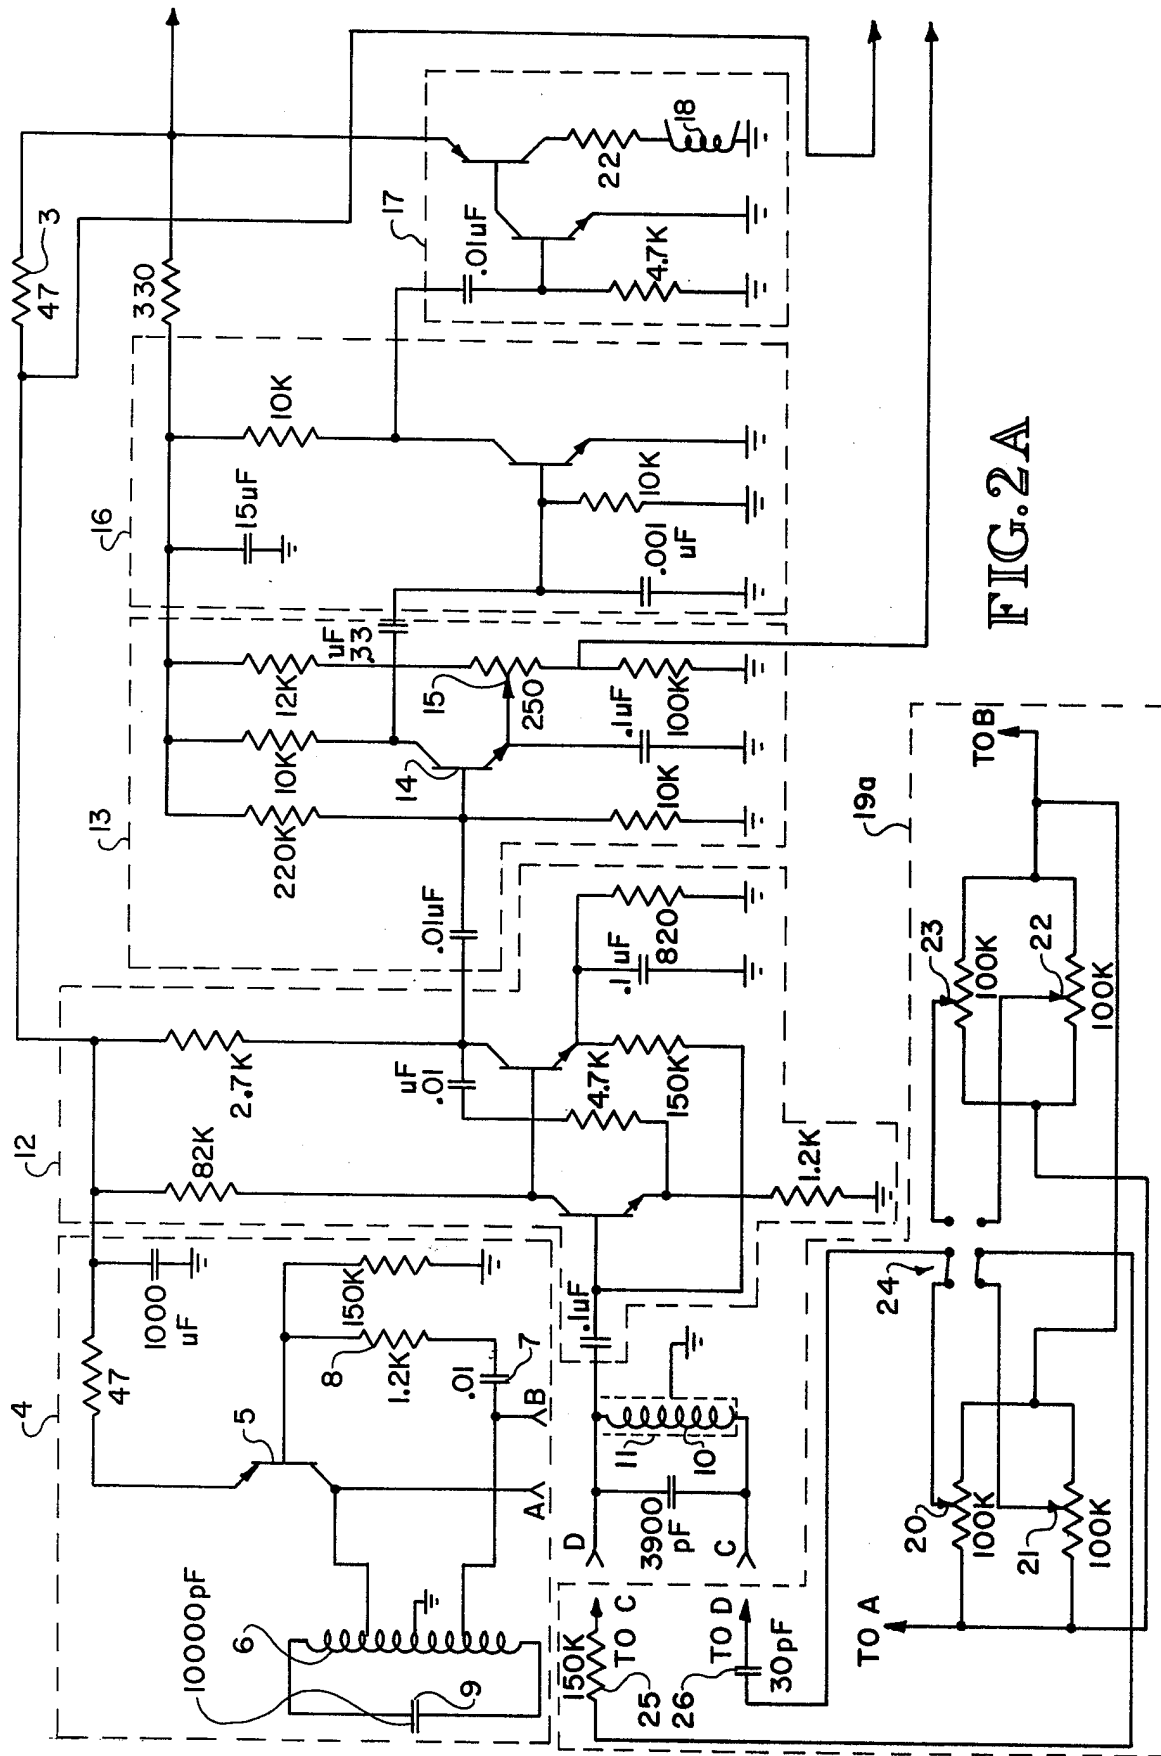 4
47
1000
uF
5
10000pF
6
9
8
150K
1.2K
.01
7
A
B
12
82K
2.7K
uF
.01
4.7K
150K
.1uF
820
1.2K
.1uF
D
C
3900
pF
11
10
13
220K
10K
12K
uF
.33
14
15
250
.01uF
.1uF
100K
10K
16
15uF
10K
10K
.001
uF
3
47
330
17
.01uF
4.7K
22
18
150K
TO C
25
TO D
26
30pF
19a
TO A
20
100K
21
100K
24
23
100K
22
100K
TO B
FIG.2A